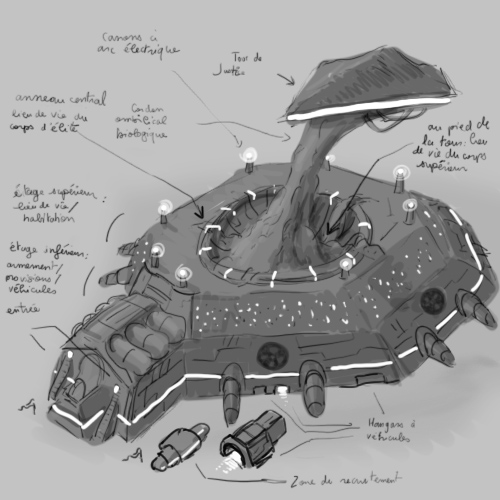 canons à
arc électrique
Tour de
Justice
anneau central
lieu de vie du
corps d'élite
Cordon
ombilical
biologique
au pied de
la tour: lieu
de vie du corps
supérieur
étage supérieur:
lieu de vie/
habitation
étage inférieur:
armement/
provisions/
véhicules
entrée
Hangars à
véhicules
Zone de recrutement